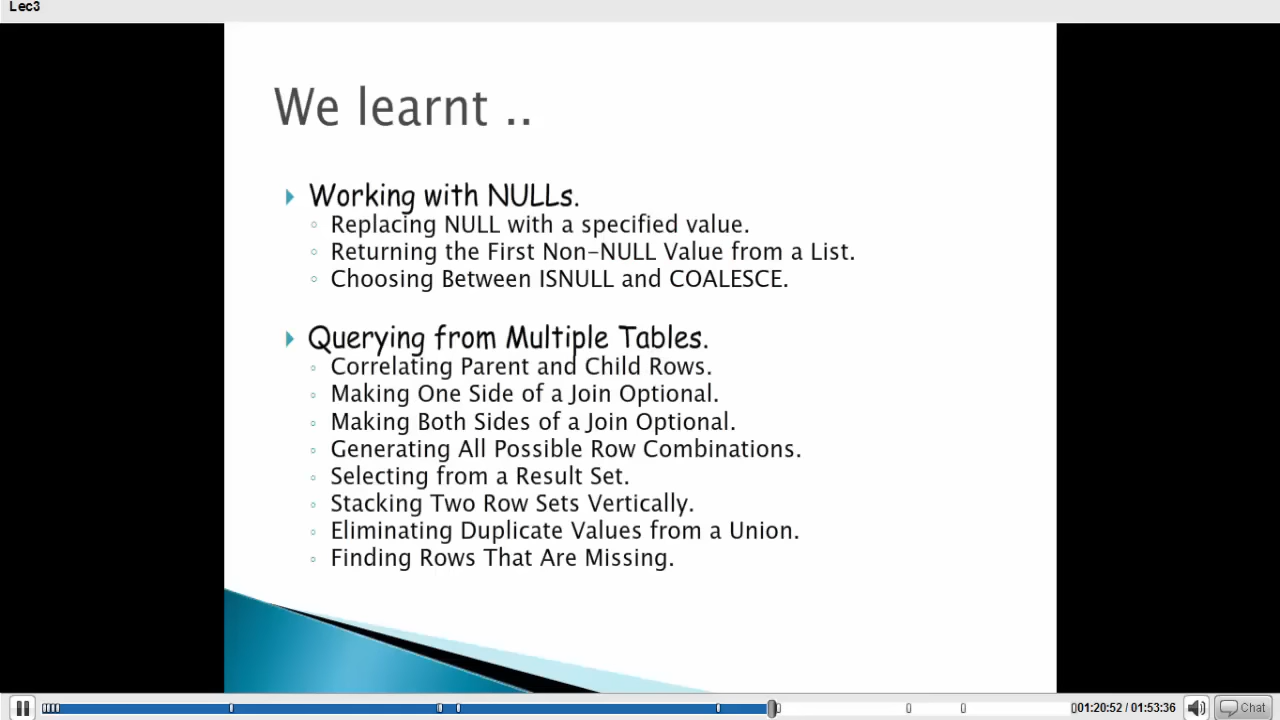 Lec3
We learnt ..
Working with NULLs.
Replacing NULL with a specified value.
Returning the First Non-NULL Value from a List.
Choosing Between ISNULL and COALESCE.
Querying from Multiple Tables.
Correlating Parent and Child Rows.
Making One Side of a Join Optional.
Making Both Sides of a Join Optional.
Generating All Possible Row Combinations.
Selecting from a Result Set.
Stacking Two Row Sets Vertically.
Eliminating Duplicate Values from a Union.
Finding Rows That Are Missing.
01:20:52 / 01:53:36 Chat